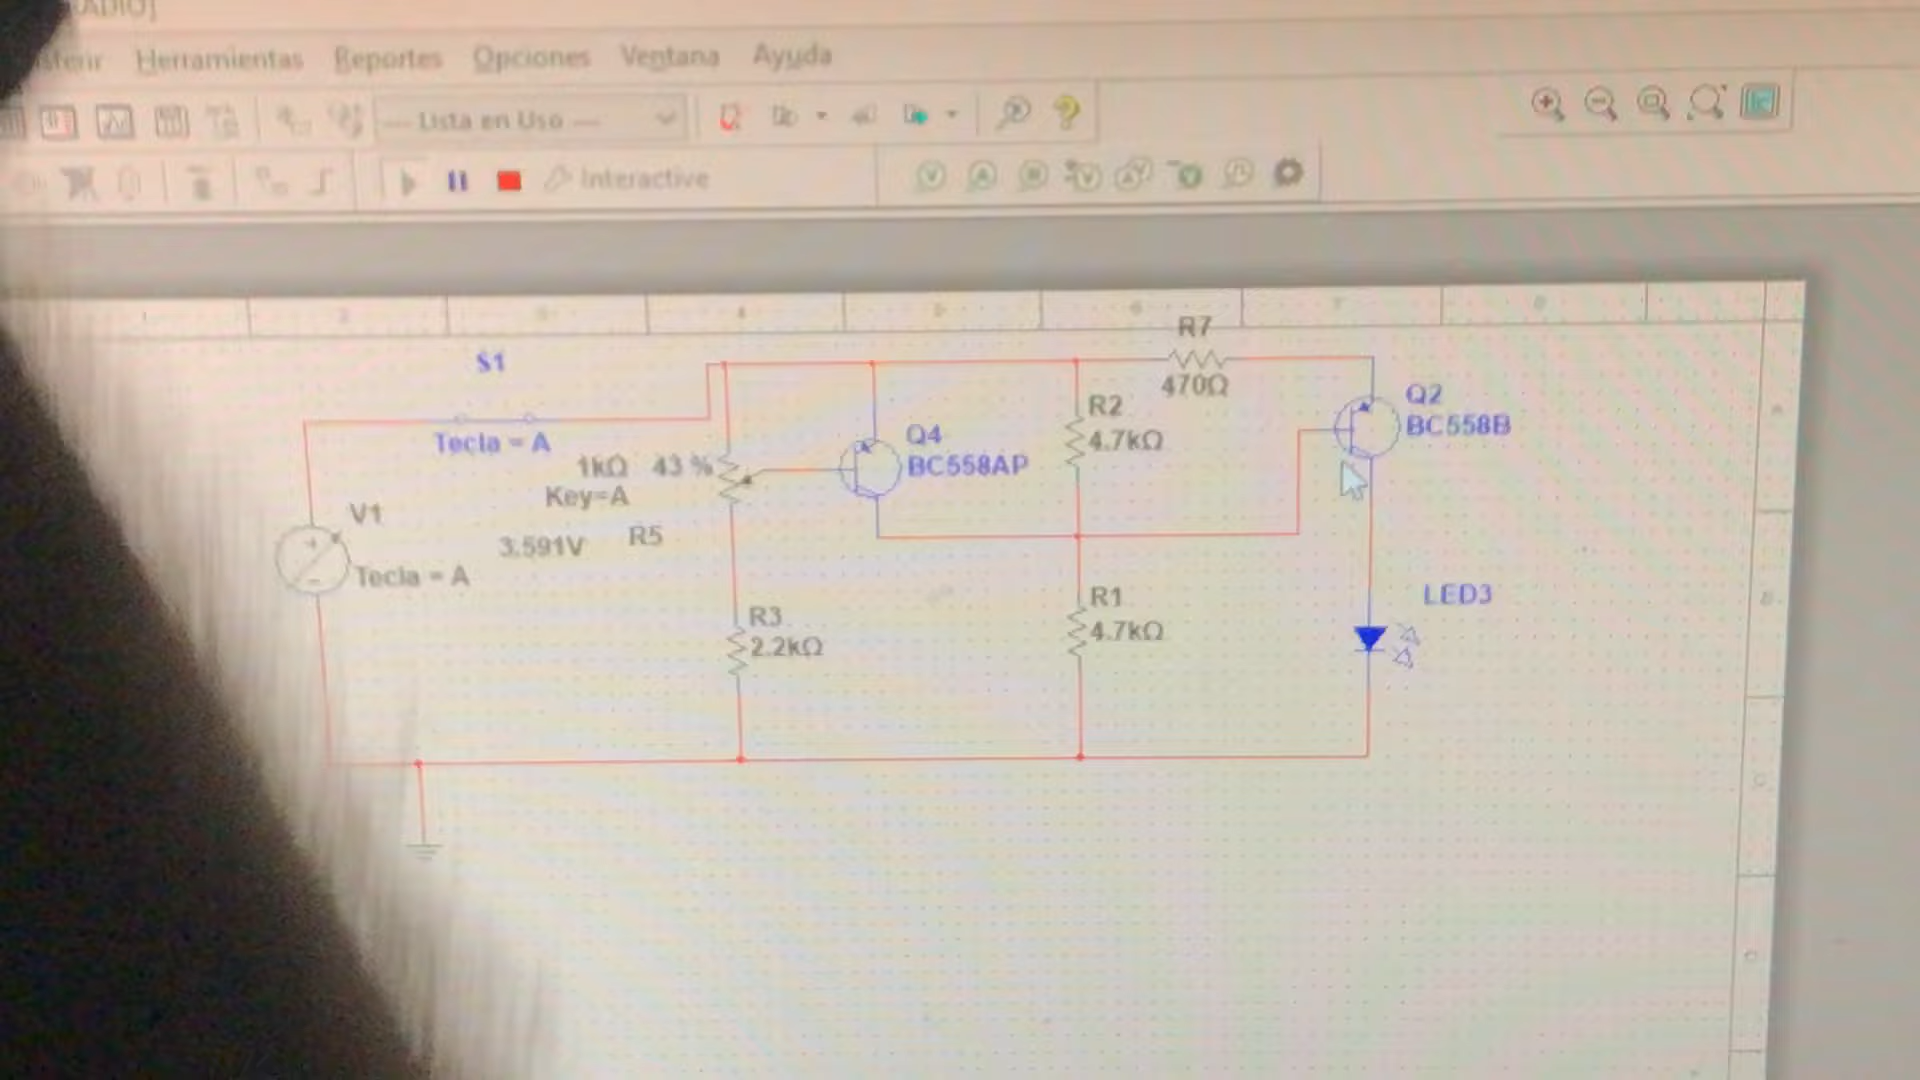 ADIO]
Herramientas Reportes Opciones Ventana Ayuda
— Lista en Uso —
Interactive
S1
R7
470Ω
Q2
BC558B
R2
4.7kΩ
Q4
BC558AP
Tecla = A
1kΩ 43 %
Key=A
V1
3.591V R5
Tecla = A
R3
2.2kΩ
R1
4.7kΩ
LED3